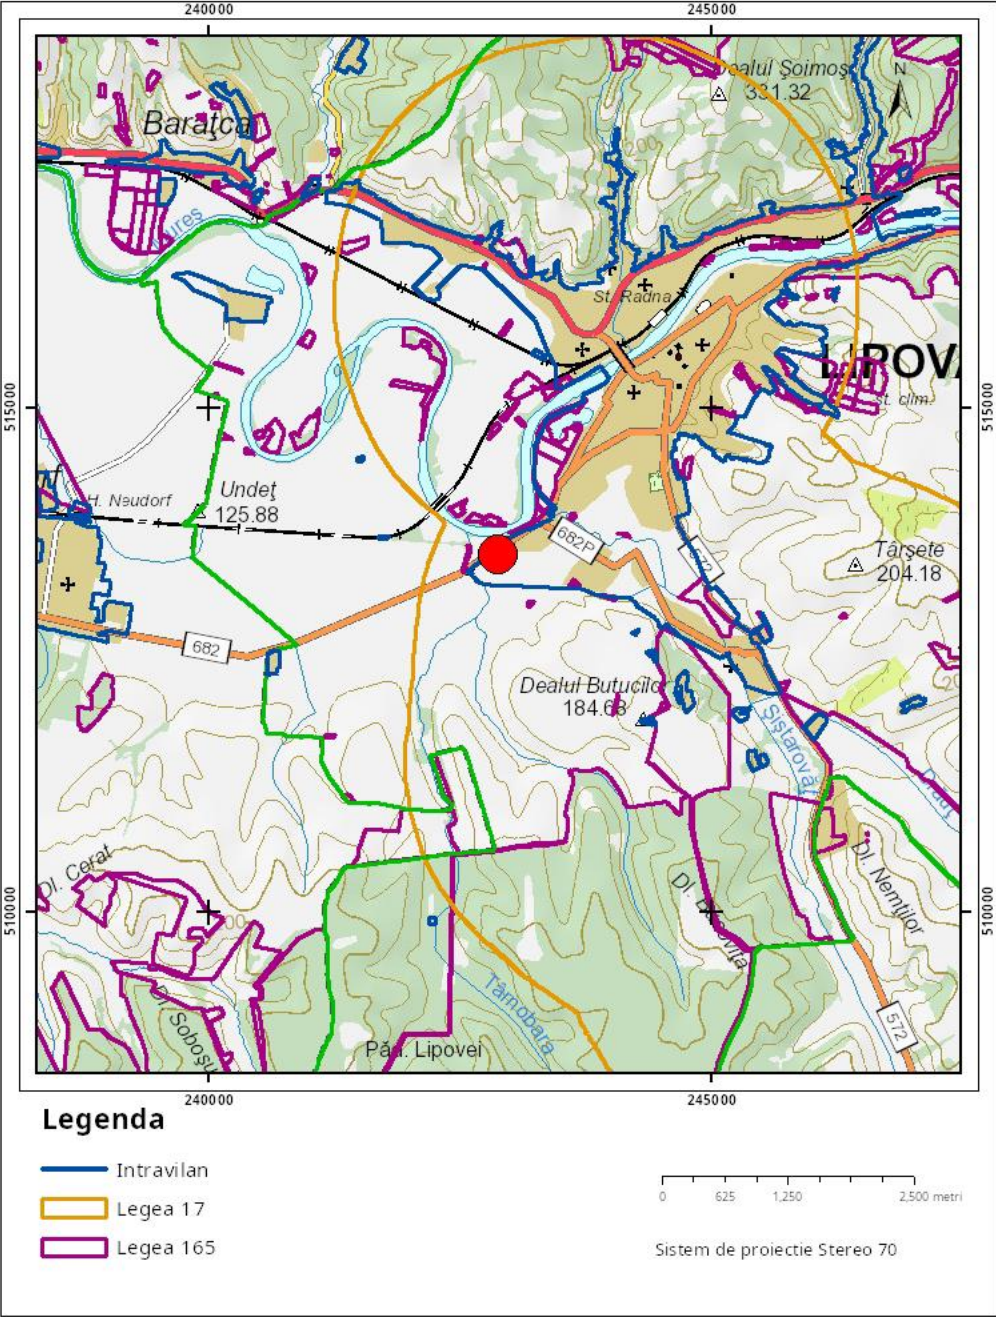 240000
245000
Dealul Şoimoş
331.32
N
Baraţca
200
Mureş
St. Radna
LIPOVA
st. clim.
515000
515000
H. Neudorf
Undeţ
125.88
682P
572
Târşete
204.18
682
Dealul Butucilor
184.68
Şiştarovăţ
Dl. Cerat
Dl. Nemţilor
510000
510000
Tâmobara
Dl. Soboşu
572
Păd. Lipovei
240000
245000
Legenda
Intravilan
Legea 17
Legea 165
0 625 1,250 2,500 metri
Sistem de proiectie Stereo 70